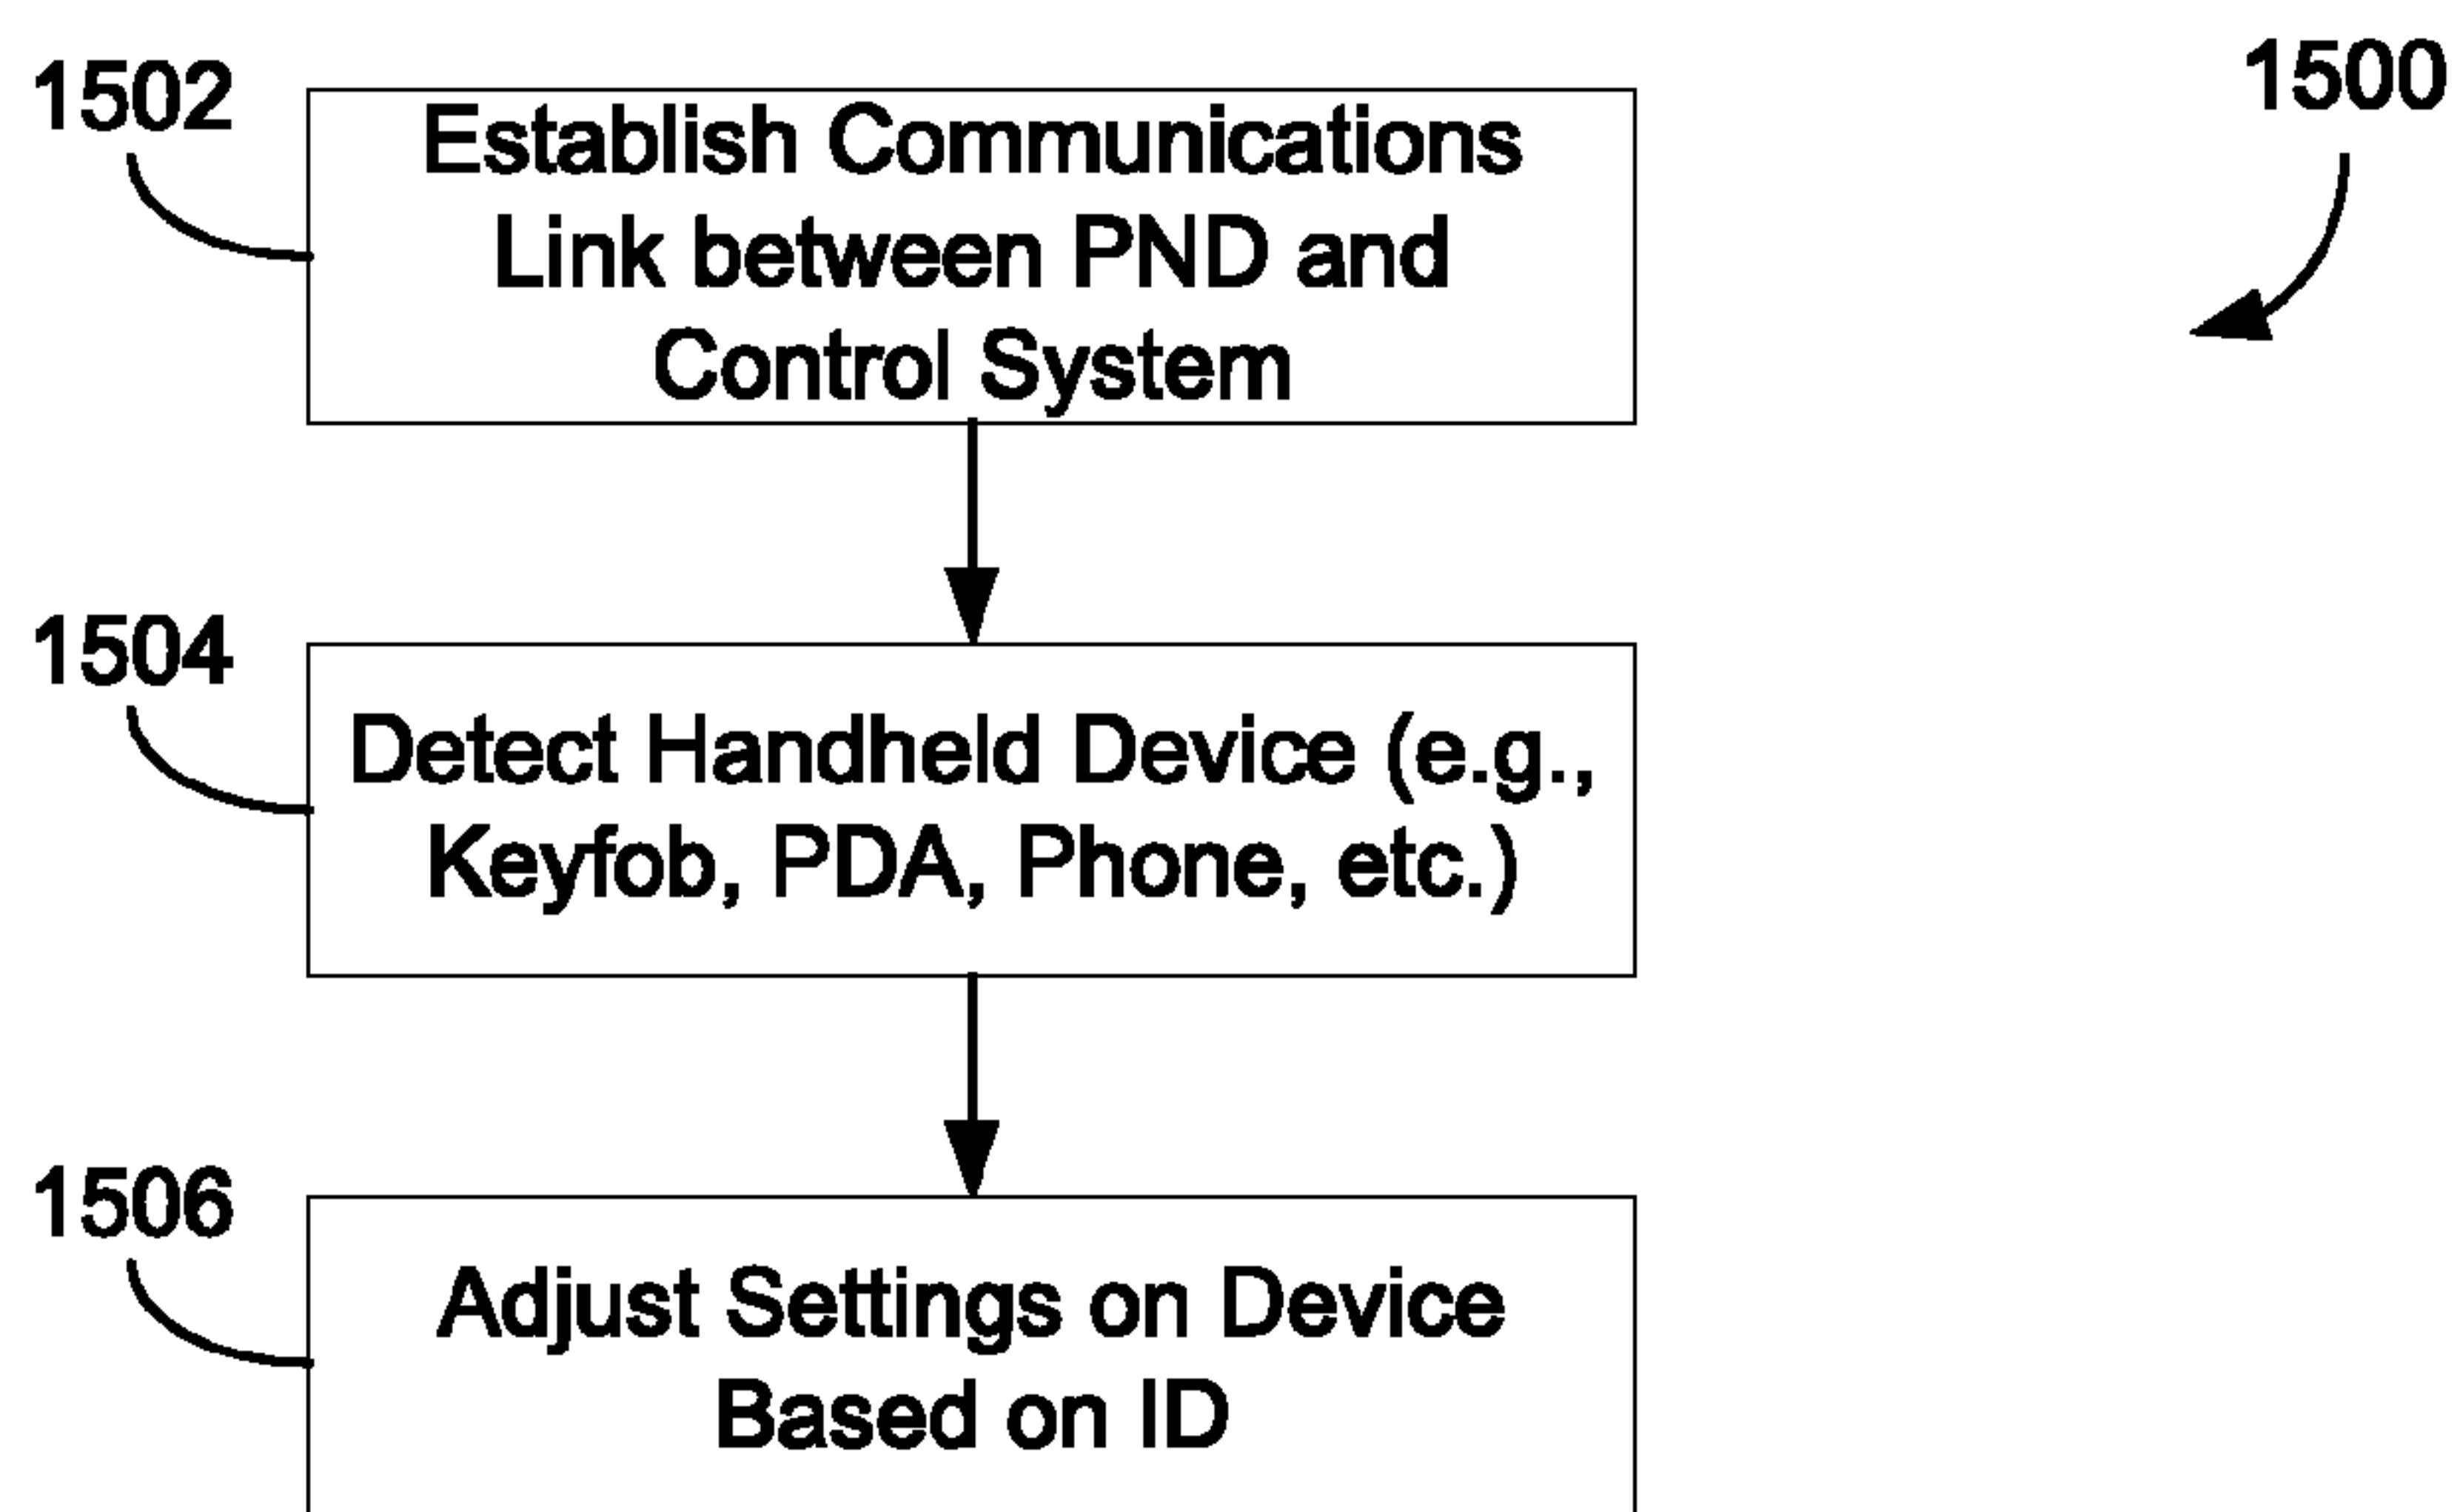 1502
1500
Establish Communications
Link between PND and
Control System
1504
Detect Handheld Device (e.g.,
Keyfob, PDA, Phone, etc.)
1506
Adjust Settings on Device
Based on ID